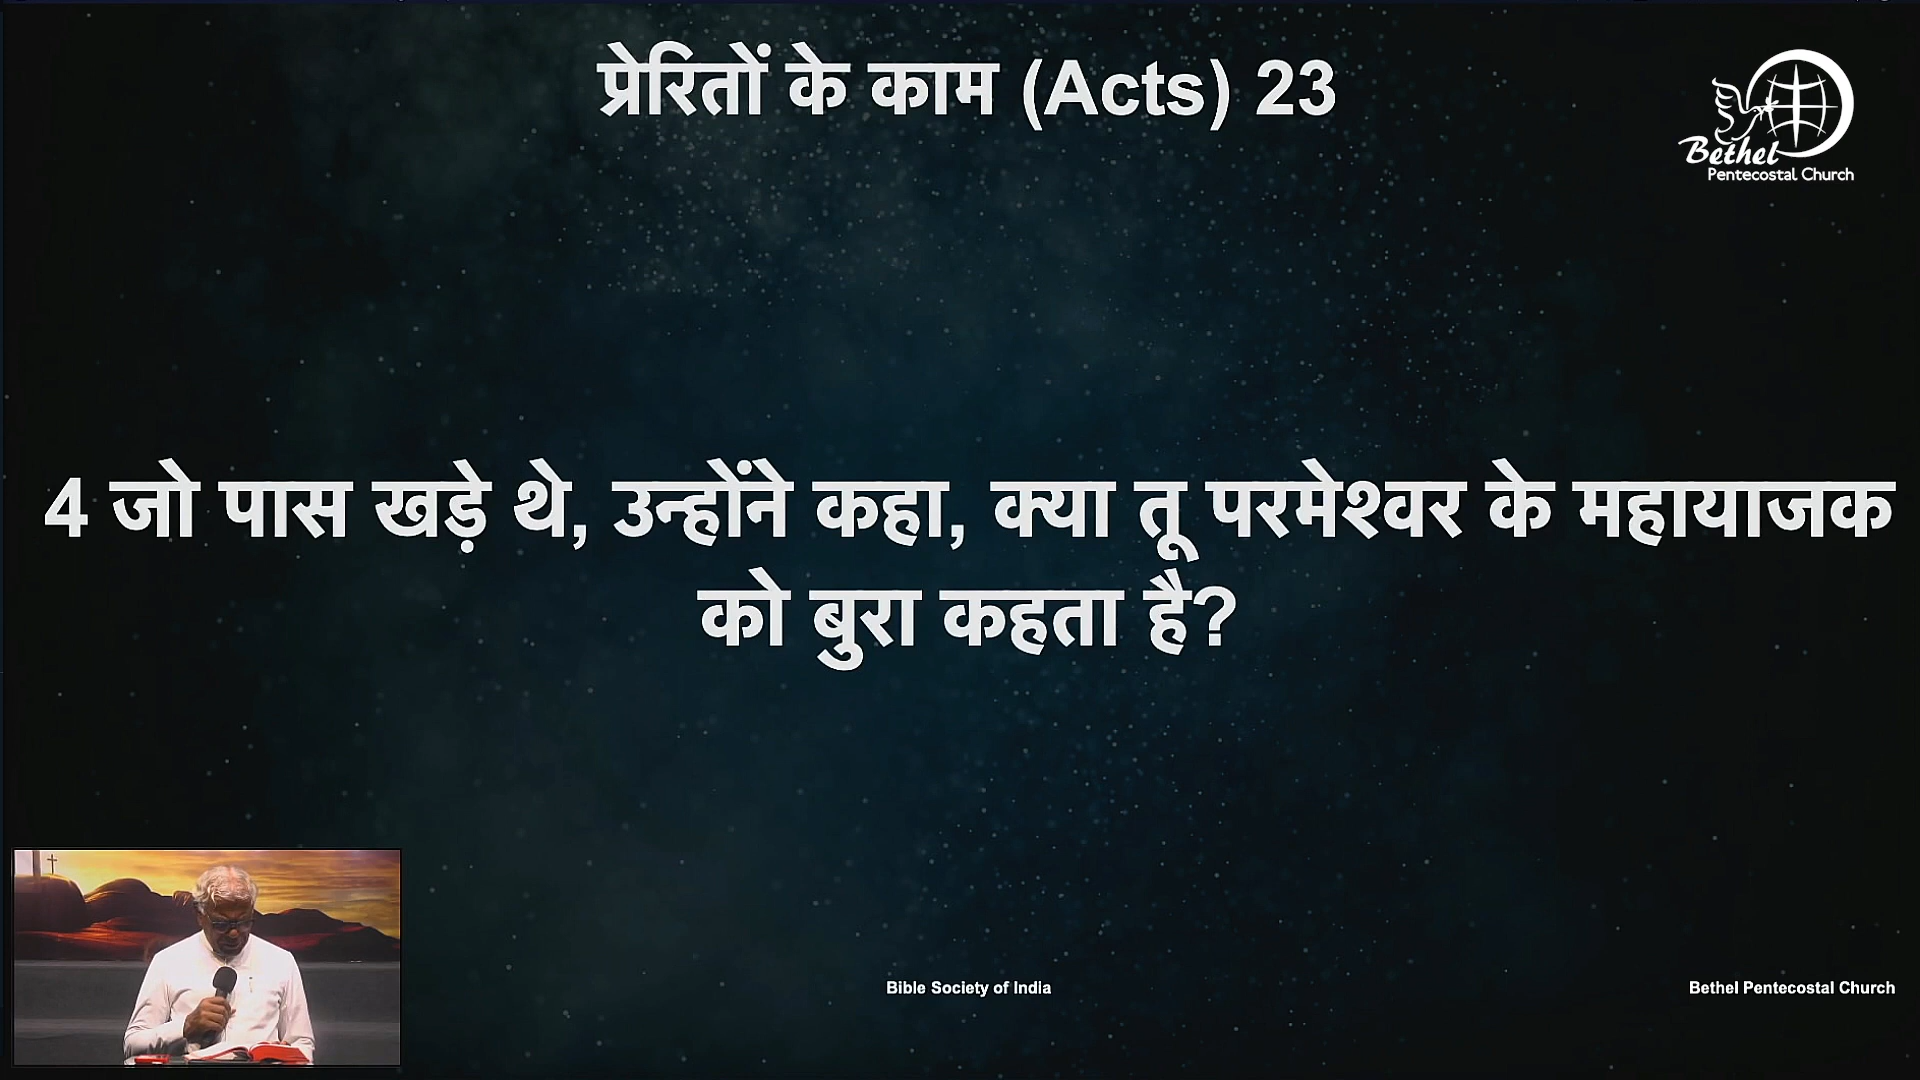 प्रेरितों के काम (Acts) 23
Bethel
Pentecostal Church
4 जो पास खड़े थे, उन्होंने कहा, क्या तू परमेश्वर के महायाजक
को बुरा कहता है?
Bible Society of India
Bethel Pentecostal Church